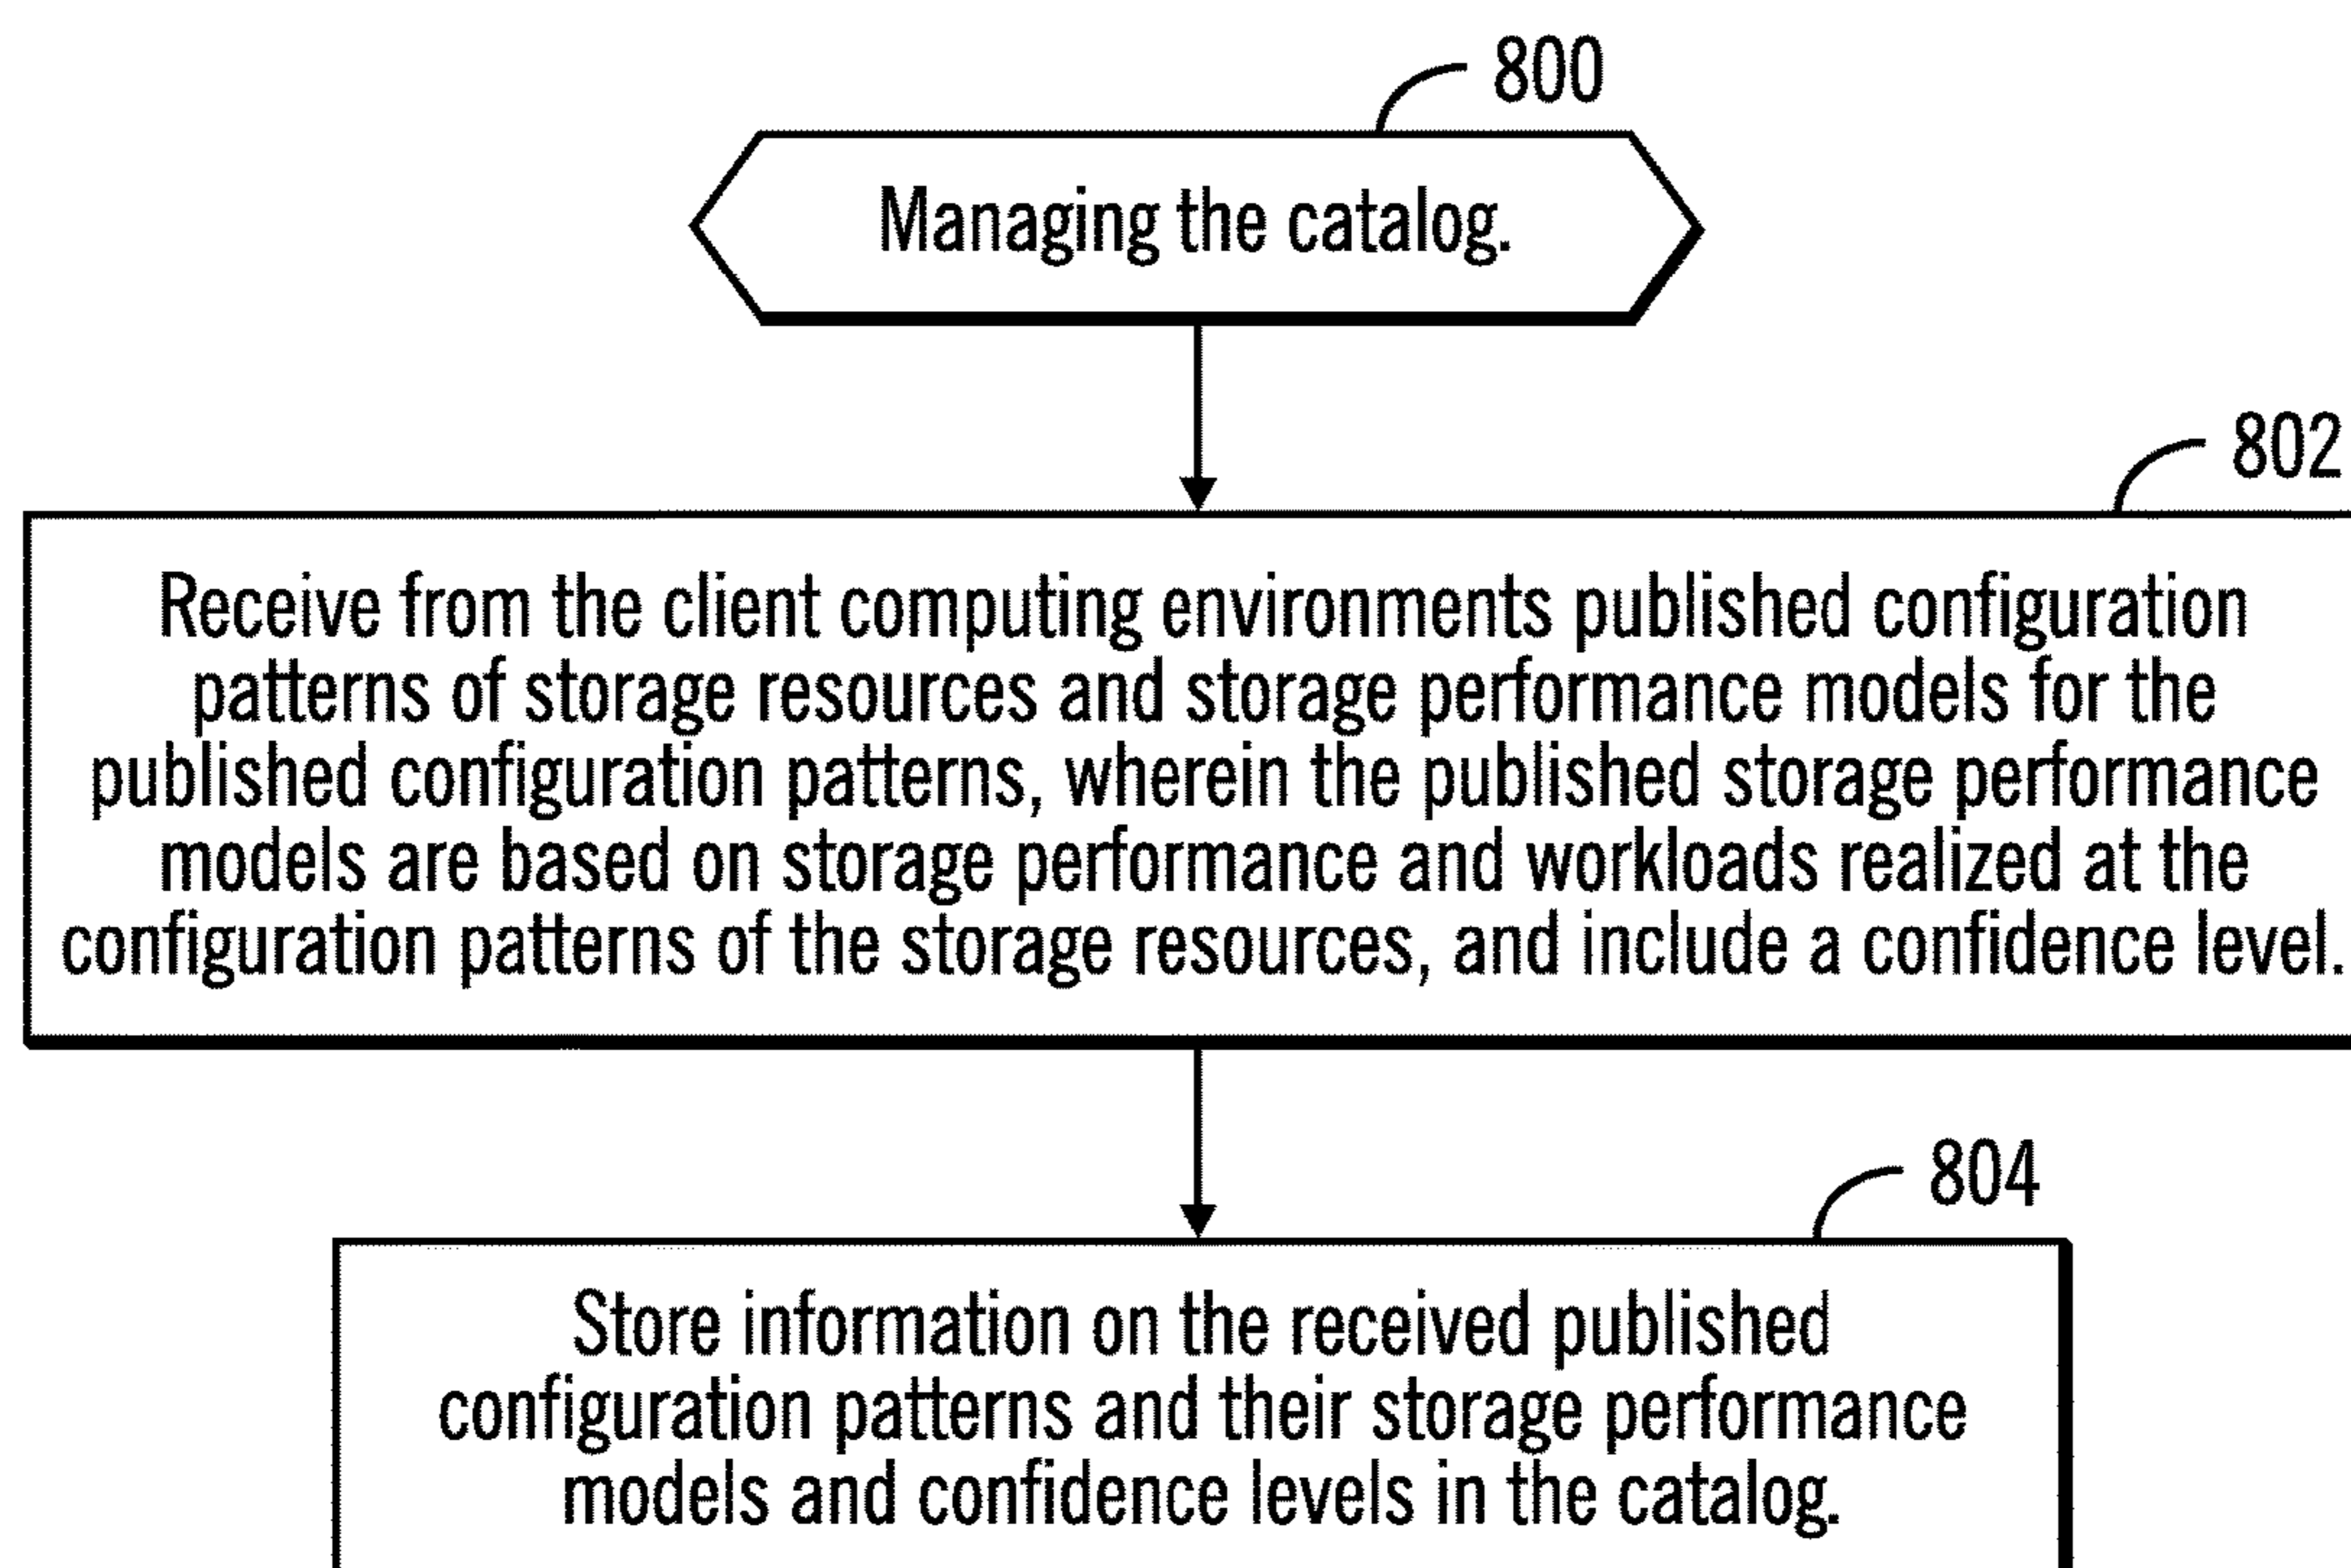 800
Managing the catalog.
802
Receive from the client computing environments published configuration
patterns of storage resources and storage performance models for the
published configuration patterns, wherein the published storage performance
models are based on storage performance and workloads realized at the
configuration patterns of the storage resources, and include a confidence level.
804
Store information on the received published
configuration patterns and their storage performance
models and confidence levels in the catalog.